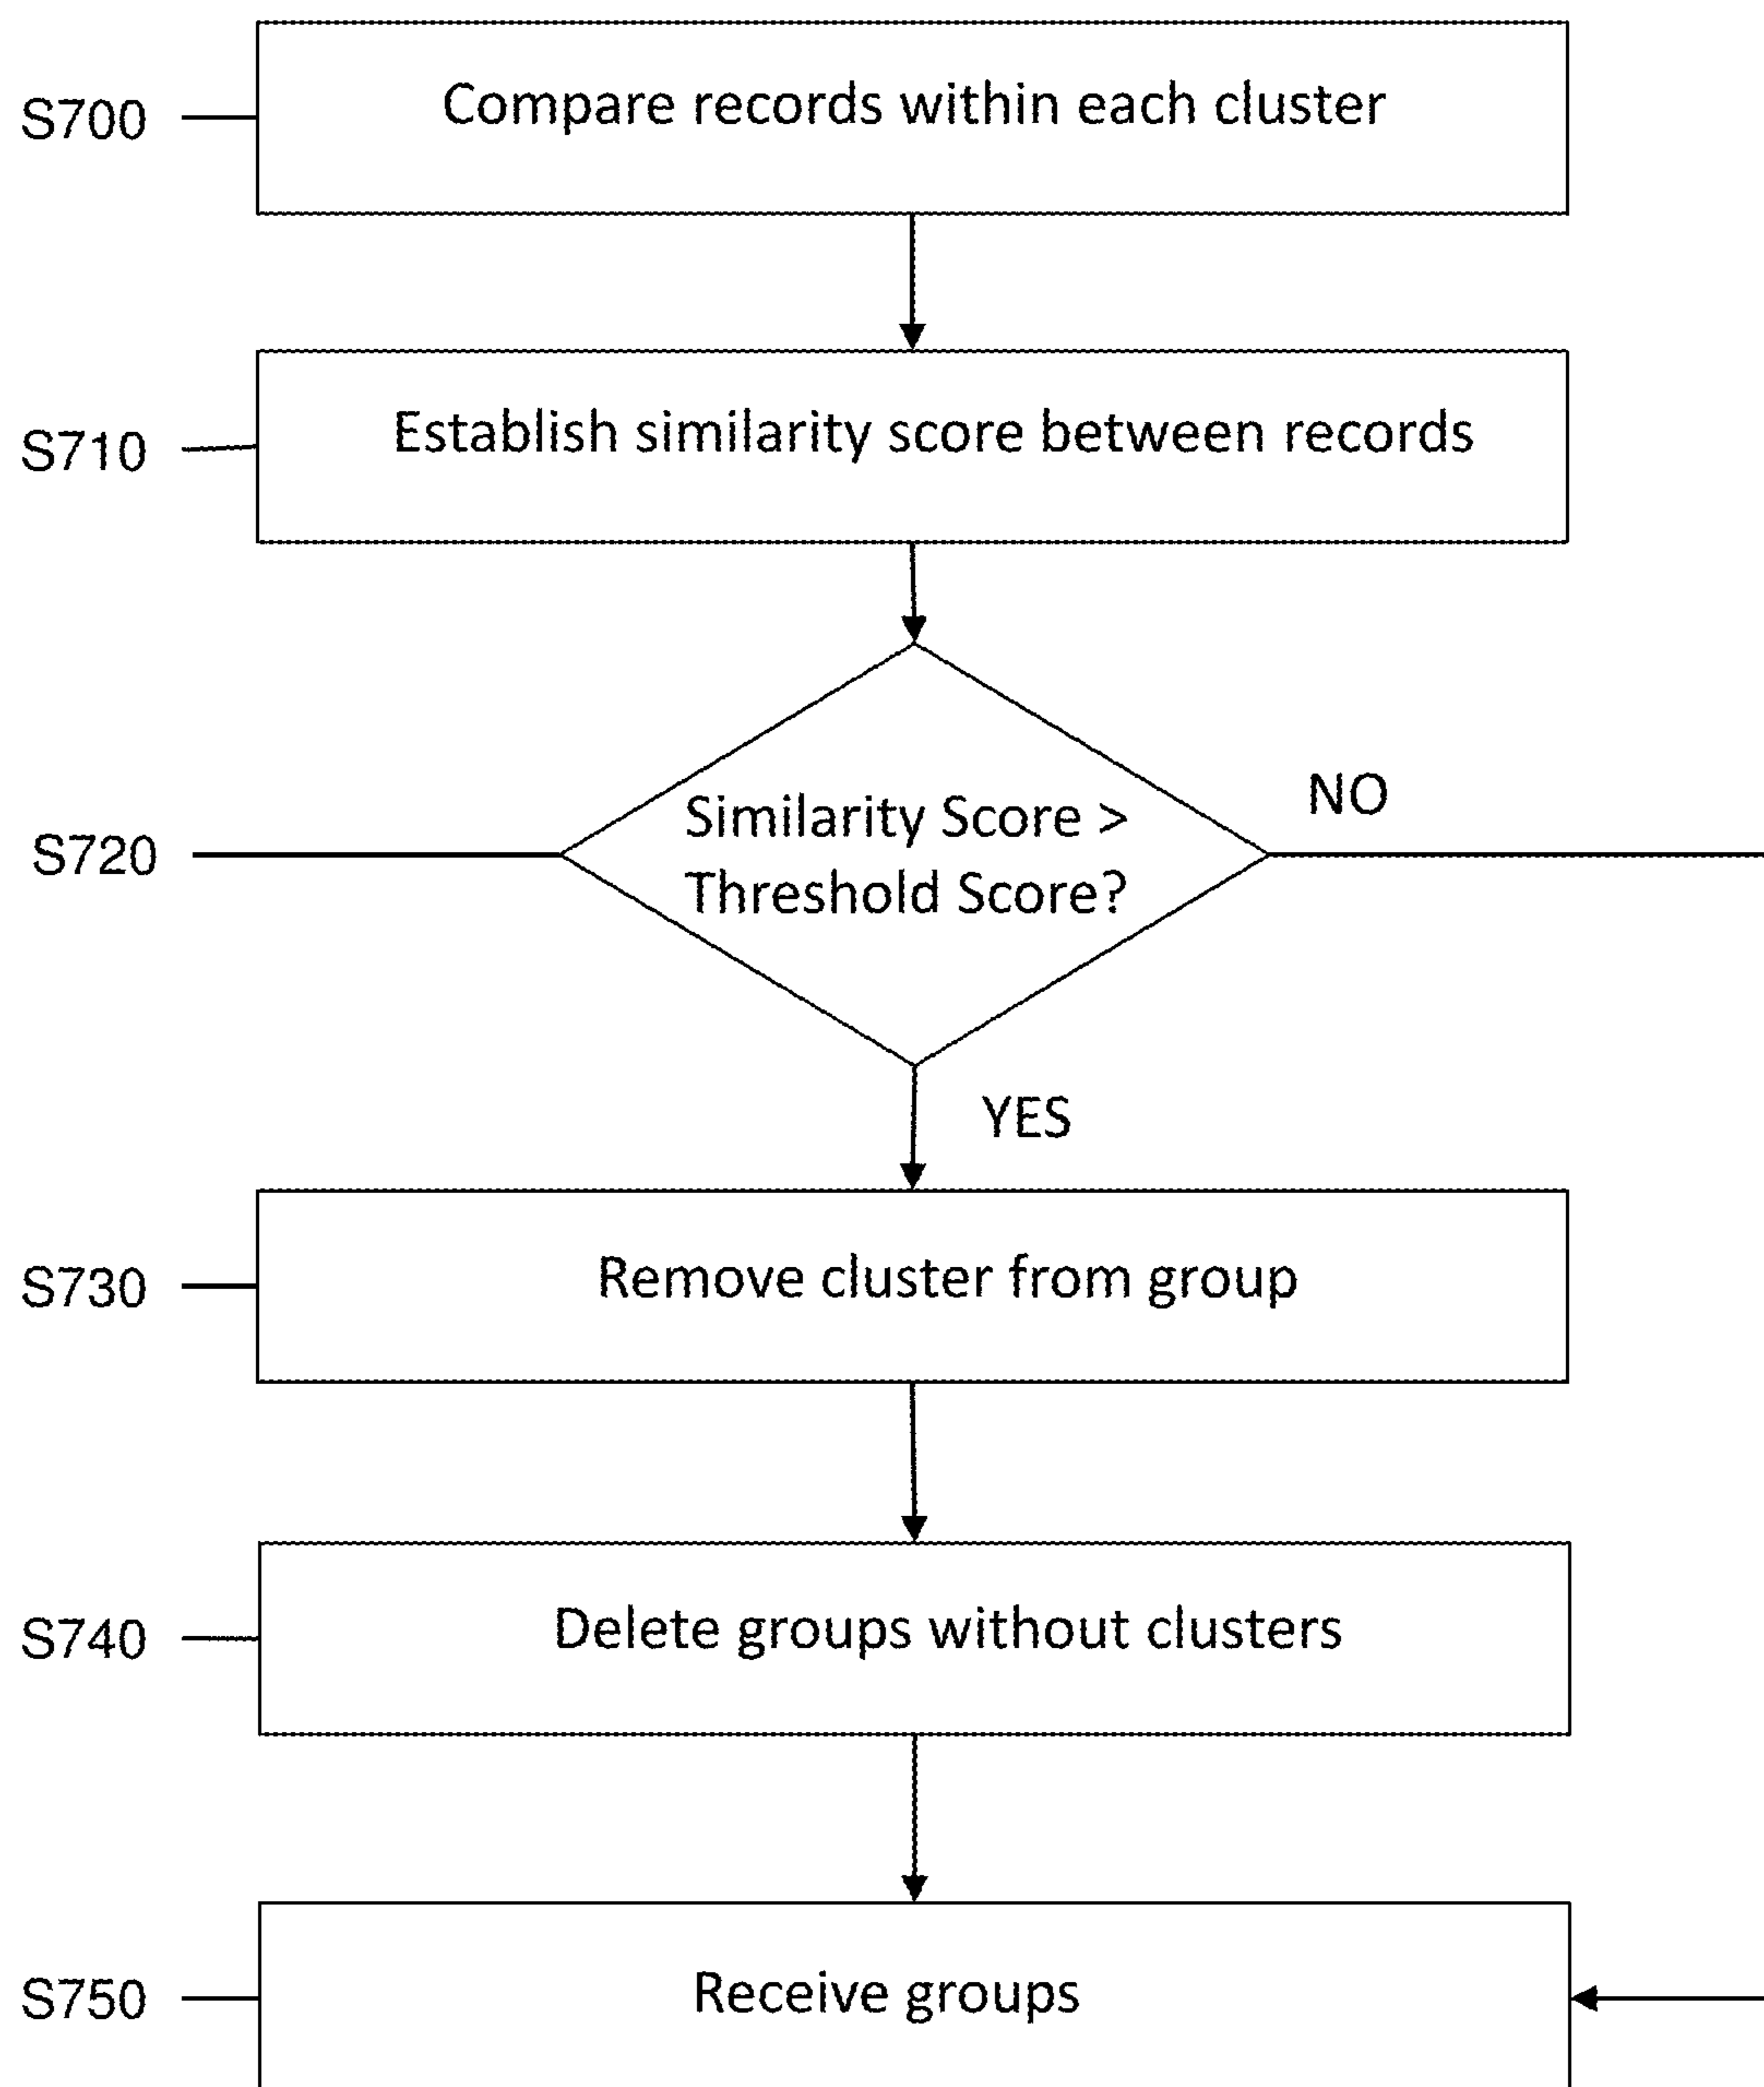 S700
Compare records within each cluster
S710
Establish similarity score between records
S720
Similarity Score >
Threshold Score?
NO
YES
S730
Remove cluster from group
S740
Delete groups without clusters
S750
Receive groups